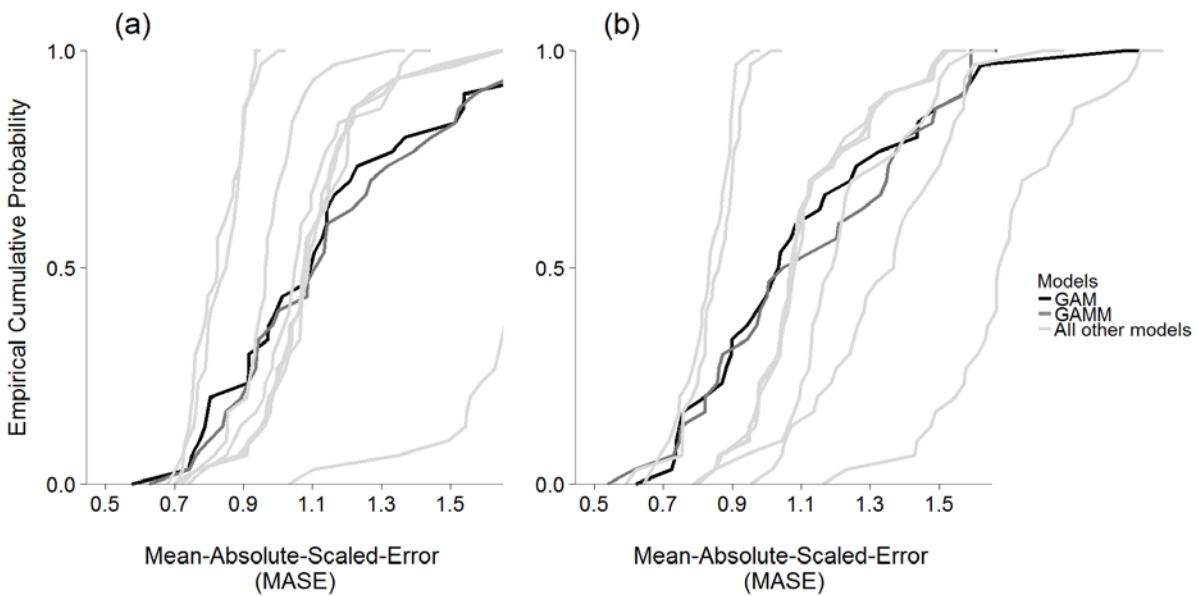 (a)
(b)
Empirical Cumulative Probability
1.0
0.5
0.0
0.5 0.7 0.9 1.1 1.3 1.5
Mean-Absolute-Scaled-Error
(MASE)
1.0
0.5
0.0
0.5 0.7 0.9 1.1 1.3 1.5
Mean-Absolute-Scaled-Error
(MASE)
Models
GAM
GAMM
All other models